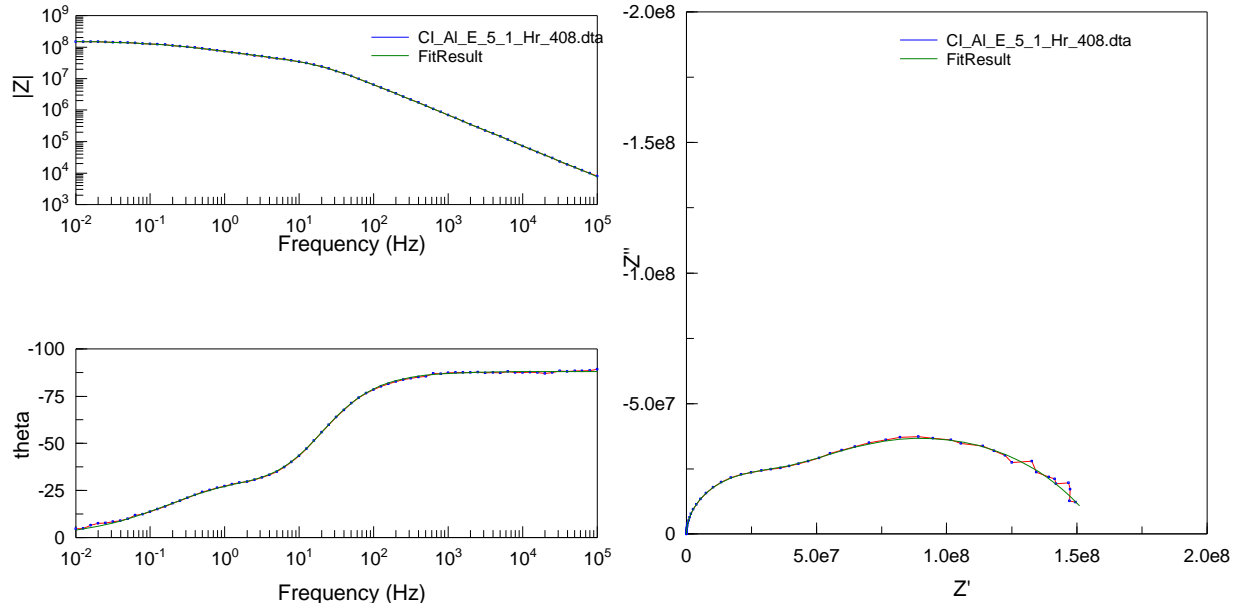 10^9
10^8
10^7
10^6
10^5
10^4
10^3
|Z|
CI_Al_E_5_1_Hr_408.dta
FitResult
10^-2 10^-1 10^0 10^1 10^2 10^3 10^4 10^5
Frequency (Hz)
-100
-75
-50
-25
0
theta
10^-2 10^-1 10^0 10^1 10^2 10^3 10^4 10^5
Frequency (Hz)
-2.0e8
-1.5e8
-1.0e8
-5.0e7
0
Z''
CI_Al_E_5_1_Hr_408.dta
FitResult
0 5.0e7 1.0e8 1.5e8 2.0e8
Z'